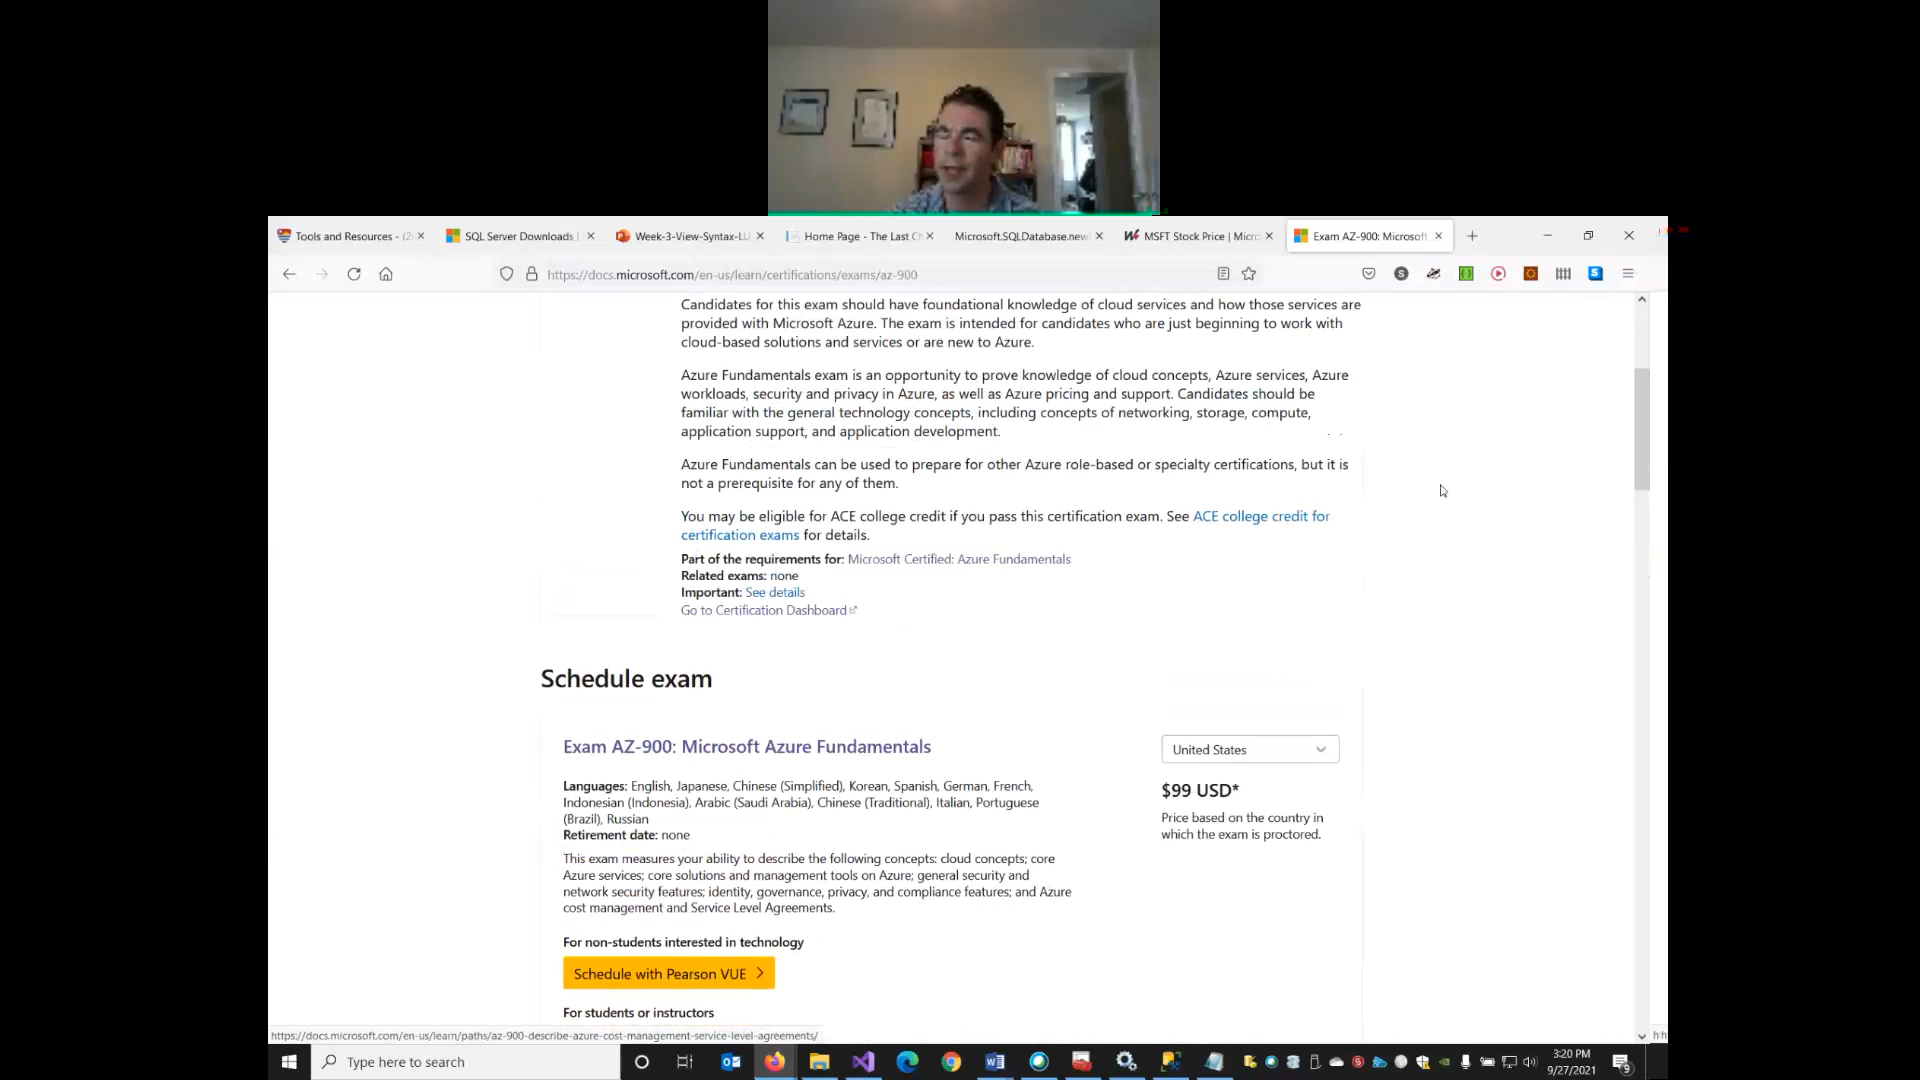 Tools and Resources - (2
SQL Server Downloads |
Week-3-View-Syntax-LU
Home Page - The Last C
Microsoft.SQLDatabase.new
MSFT Stock Price | Micr
Exam AZ-900: Microsoft
https://docs.microsoft.com/en-us/learn/certifications/exams/az-900
Candidates for this exam should have foundational knowledge of cloud services and how those services are
provided with Microsoft Azure. The exam is intended for candidates who are just beginning to work with
cloud-based solutions and services or are new to Azure.
Azure Fundamentals exam is an opportunity to prove knowledge of cloud concepts, Azure services, Azure
workloads, security and privacy in Azure, as well as Azure pricing and support. Candidates should be
familiar with the general technology concepts, including concepts of networking, storage, compute,
application support, and application development.
Azure Fundamentals can be used to prepare for other Azure role-based or specialty certifications, but it is
not a prerequisite for any of them.
You may be eligible for ACE college credit if you pass this certification exam. See ACE college credit for
certification exams for details.
Part of the requirements for: Microsoft Certified: Azure Fundamentals
Related exams: none
Important: See details
Go to Certification Dashboard
Schedule exam
Exam AZ-900: Microsoft Azure Fundamentals
Languages: English, Japanese, Chinese (Simplified), Korean, Spanish, German, French,
Indonesian (Indonesia), Arabic (Saudi Arabia), Chinese (Traditional), Italian, Portuguese
(Brazil), Russian
Retirement date: none
This exam measures your ability to describe the following concepts: cloud concepts; core
Azure services; core solutions and management tools on Azure; general security and
network security features; identity, governance, privacy, and compliance features; and Azure
cost management and Service Level Agreements.
For non-students interested in technology
Schedule with Pearson VUE
For students or instructors
United States
$99 USD*
Price based on the country in
which the exam is proctored.
https://docs.microsoft.com/en-us/learn/paths/az-900-describe-azure-cost-management-service-level-agreements/
Type here to search
3:20 PM
9/27/2021